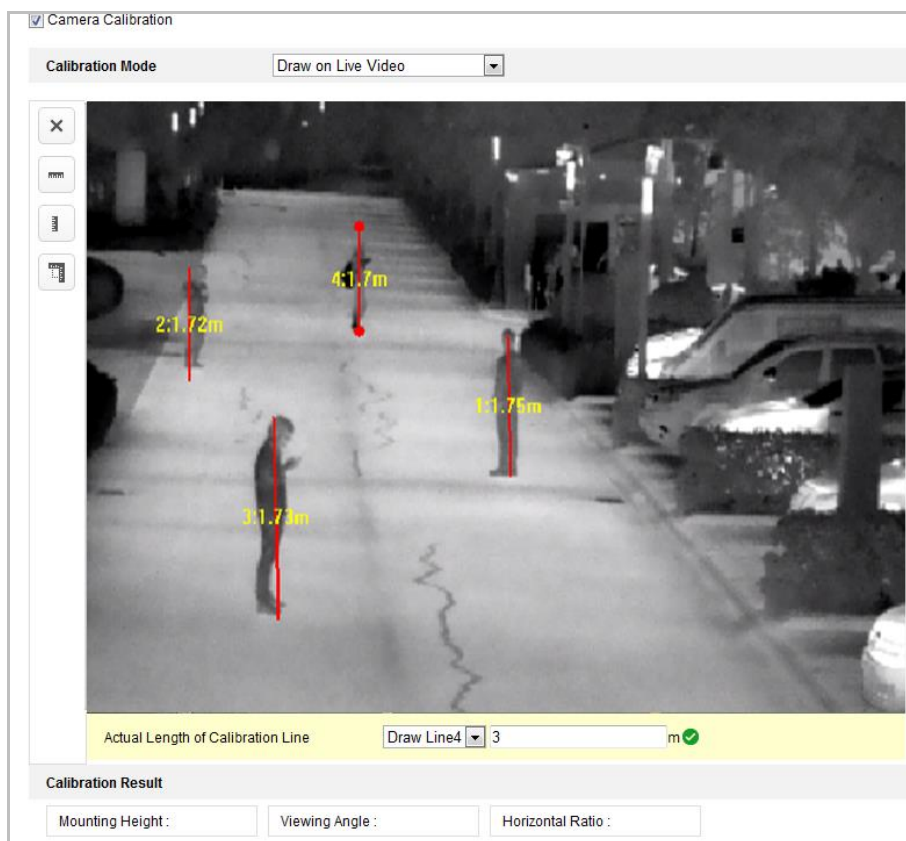 Camera Calibration
Calibration Mode Draw on Live Video
4:1.7m
2:1.72m
1:1.75m
3:1.73m
Actual Length of Calibration Line Draw Line4 3 m
Calibration Result
Mounting Height : Viewing Angle : Horizontal Ratio :